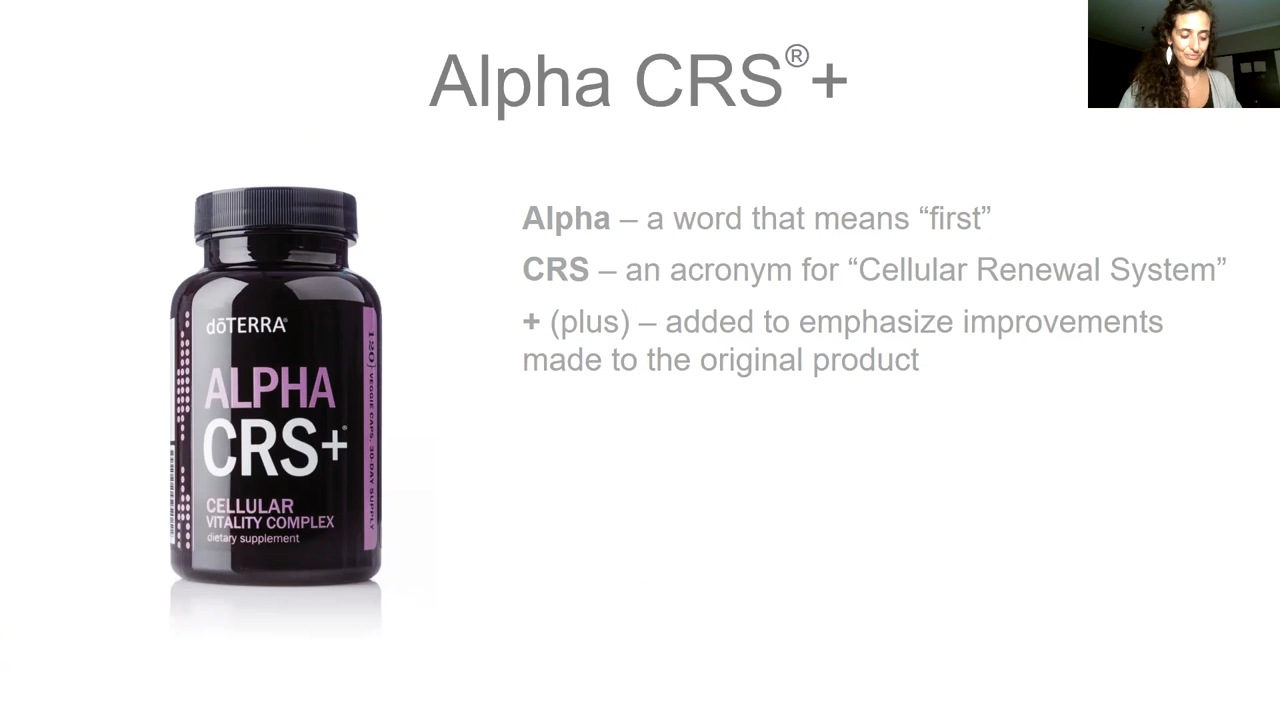 Alpha CRS®+
Alpha – a word that means “first”
CRS – an acronym for “Cellular Renewal System”
+ (plus) – added to emphasize improvements
made to the original product
dōTERRA®
ALPHA
CRS+
CELLULAR
VITALITY COMPLEX
dietary supplement
120 VEGGIE CAPS, 30-DAY SUPPLY